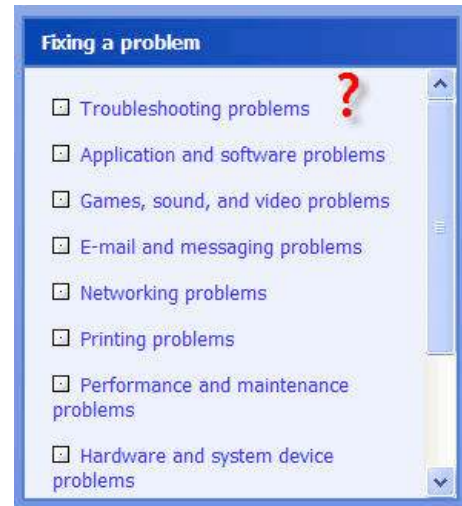 Fixing a problem
?
Troubleshooting problems
Application and software problems
Games, sound, and video problems
E-mail and messaging problems
Networking problems
Printing problems
Performance and maintenance
problems
Hardware and system device
problems